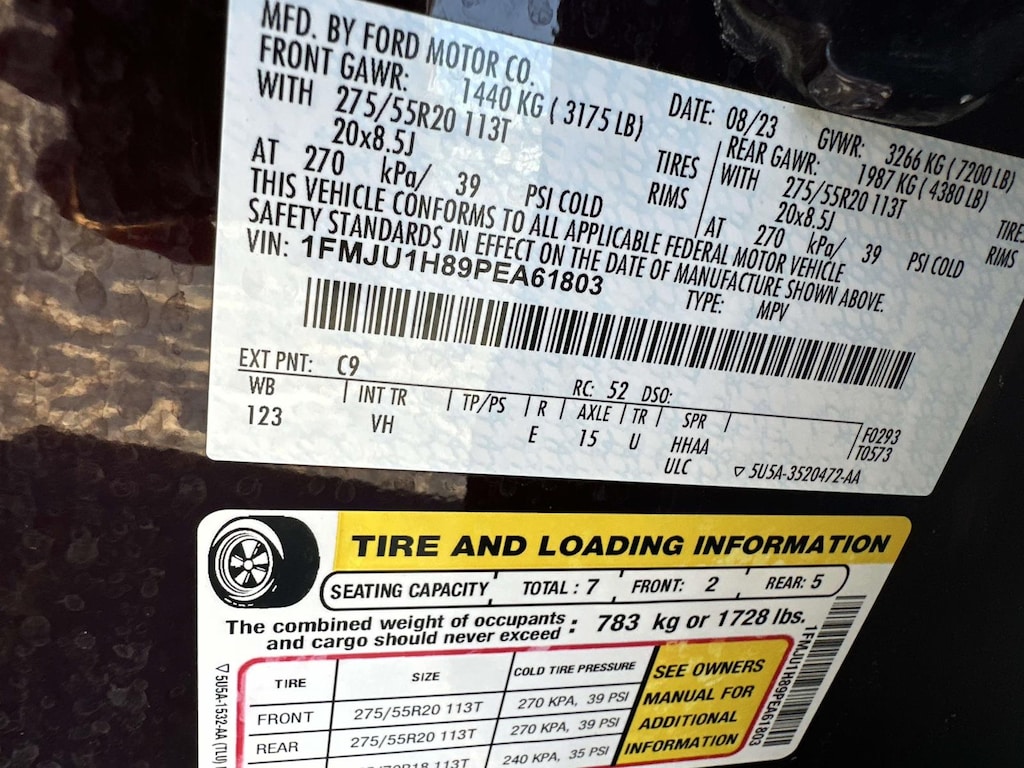 MFD. BY FORD MOTOR CO.
DATE: 08/23 GVWR: 3266 KG ( 7200 LB)
FRONT GAWR: 1440 KG ( 3175 LB) REAR GAWR: 1987 KG ( 4380 LB)
WITH 275/55R20 113T TIRES WITH 275/55R20 113T TIRES
20x8.5J RIMS 20x8.5J RIMS
AT 270 kPa/ 39 PSI COLD AT 270 kPa/ 39 PSI COLD
THIS VEHICLE CONFORMS TO ALL APPLICABLE FEDERAL MOTOR VEHICLE
SAFETY STANDARDS IN EFFECT ON THE DATE OF MANUFACTURE SHOWN ABOVE.
VIN: 1FMJU1H89PEA61803
TYPE: MPV
EXT PNT: C9 RC: 52 DSO:
WB INT TR TP/PS R AXLE TR SPR
123 VH E 15 U HHAA
ULC
F0293
T0573
5U5A-3520472-AA
TIRE AND LOADING INFORMATION
SEATING CAPACITY TOTAL : 7 FRONT: 2 REAR: 5
The combined weight of occupants and cargo should never exceed : 783 kg or 1728 lbs.
TIRE SIZE COLD TIRE PRESSURE
FRONT 275/55R20 113T 270 KPA, 39 PSI
REAR 275/55R20 113T 270 KPA, 39 PSI
113T 240 KPA, 35 PSI
SEE OWNERS
MANUAL FOR
ADDITIONAL
INFORMATION
1FMJU1H89PEA61803
5U5A-1532-AA (TLU)